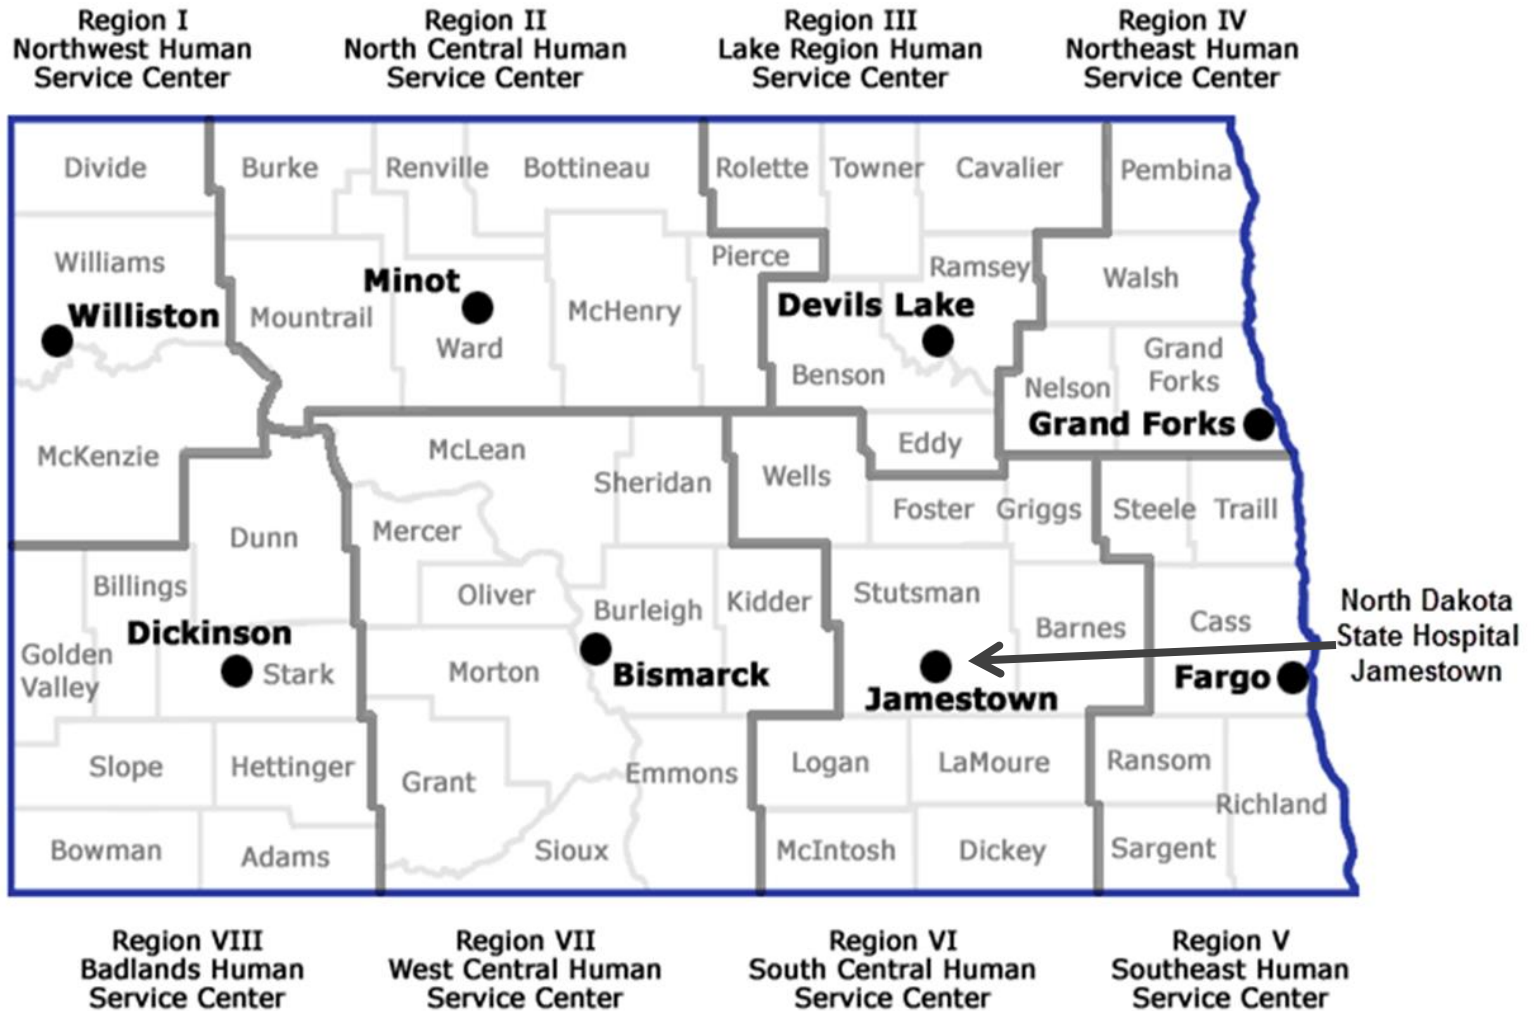 Region I
Northwest Human
Service Center
Region II
North Central Human
Service Center
Region III
Lake Region Human
Service Center
Region IV
Northeast Human
Service Center
Divide
Burke
Renville
Bottineau
Rolette
Towner
Cavalier
Pembina
Williams
Pierce
Ramsey
Walsh
Minot
Williston
Mountrail
McHenry
Devils Lake
Ward
Grand
Forks
Benson
Nelson
Grand Forks
McKenzie
McLean
Eddy
Sheridan
Wells
Foster
Griggs
Steele
Traill
Dunn
Mercer
Billings
Oliver
Burleigh
Kidder
Stutsman
Barnes
Cass
North Dakota
State Hospital
Jamestown
Dickinson
Golden
Valley
Stark
Morton
Bismarck
Jamestown
Fargo
Slope
Hettinger
Grant
Emmons
Logan
LaMoure
Ransom
Richland
Bowman
Adams
Sioux
McIntosh
Dickey
Sargent
Region VIII
Badlands Human
Service Center
Region VII
West Central Human
Service Center
Region VI
South Central Human
Service Center
Region V
Southeast Human
Service Center